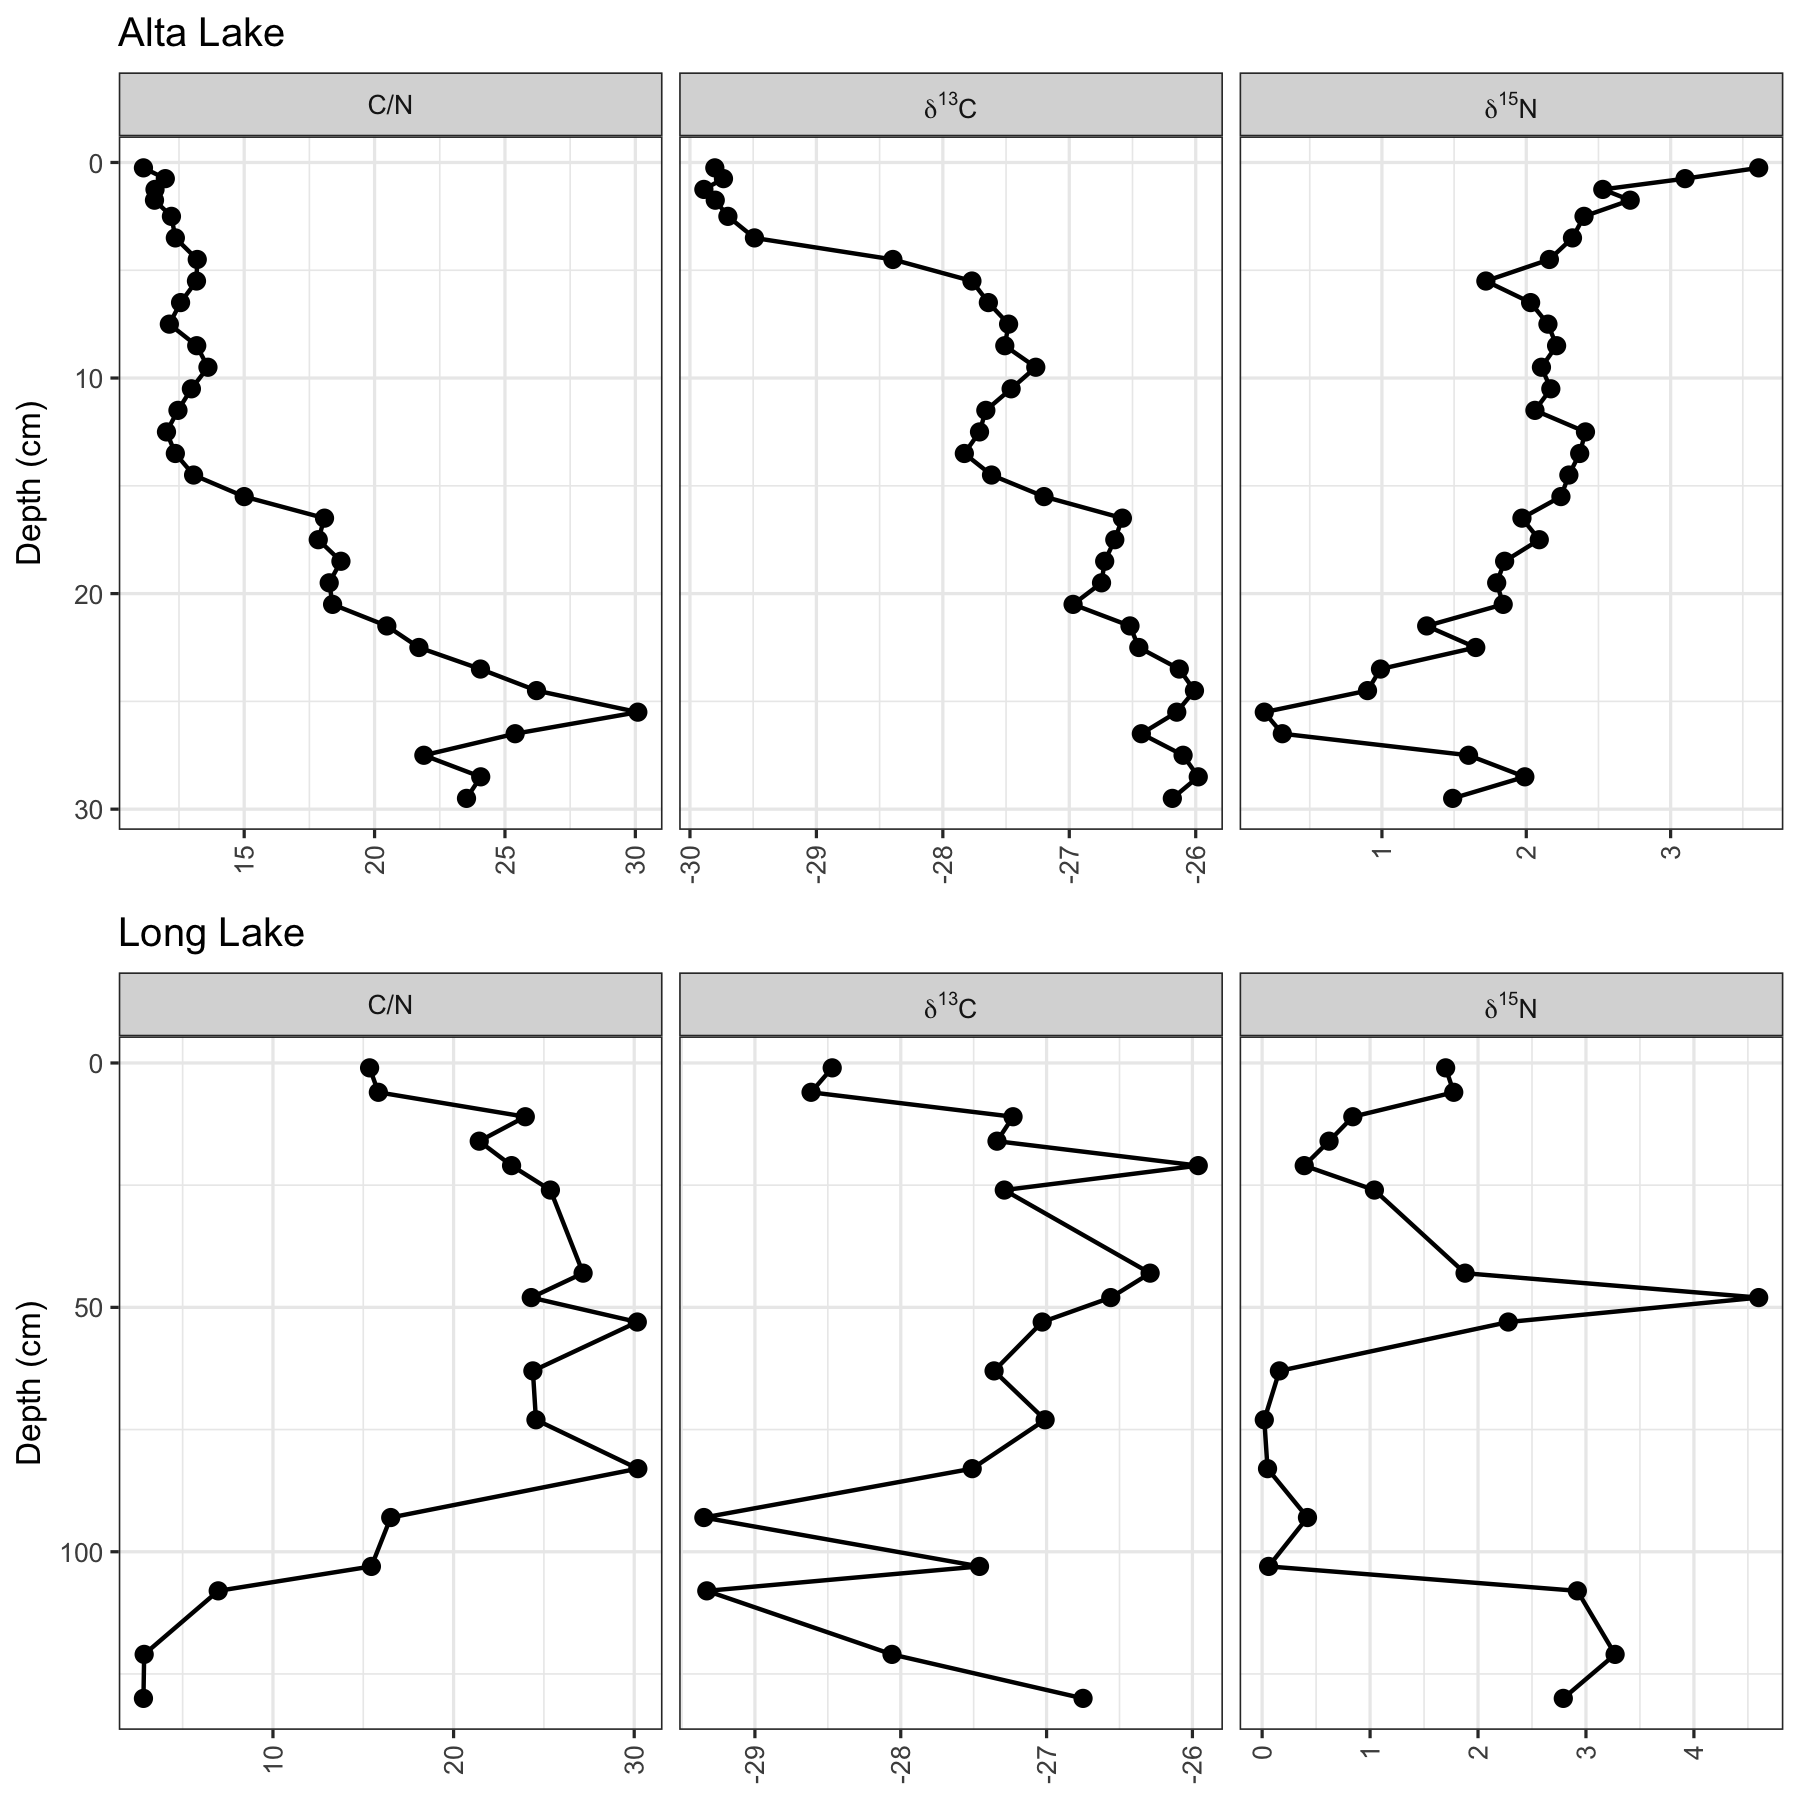 Alta Lake
C/N δ¹³C δ¹⁵N
0
10
20
30
Depth (cm)
15 20 25 30 -30 -29 -28 -27 -26 1 2 3
Long Lake
C/N δ¹³C δ¹⁵N
0
50
100
Depth (cm)
10 20 30 -29 -28 -27 -26 0 1 2 3 4